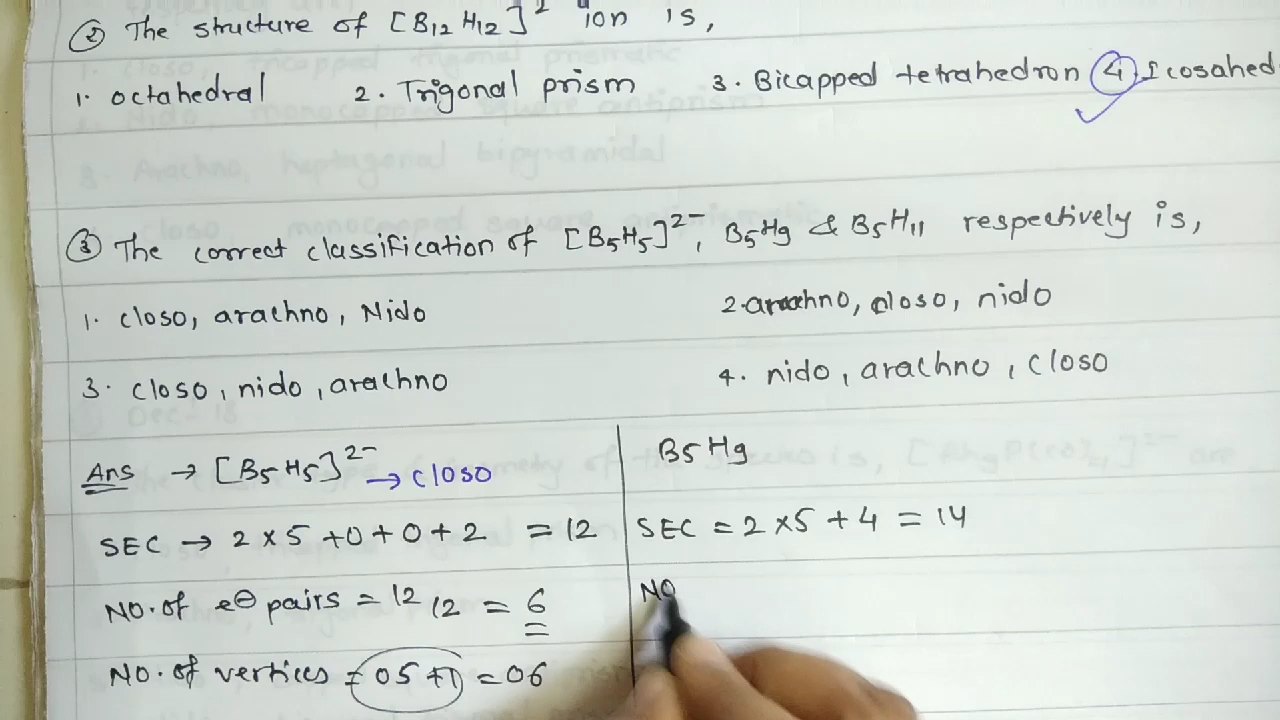 ② The structure of [B₁₂H₁₂]² ion is,
1. octahedral 2. Trigonal prism 3. Bicapped tetrahedron 4. Icosahed
③ The correct classification of [B₅H₅]²⁻, B₅H₉ & B₅H₁₁ respectively is,
1. closo, arachno, Nido 2. arachno, closo, nido
3. closo, nido, arachno 4. nido, arachno, closo
Ans → [B₅H₅]²⁻ → closo
SEC → 2×5 +0+0+2 = 12
NO. of e⊖ pairs = 12/2 = 6
NO. of vertices = 05+1 = 06
B₅H₉
SEC = 2×5+4 = 14
NO